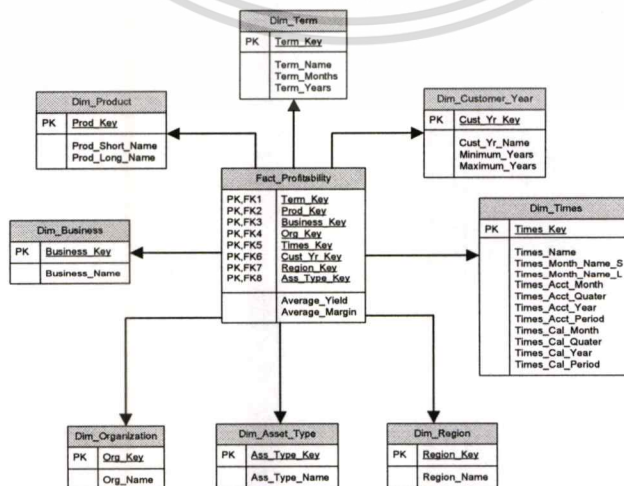 Dim_Term
PK Term_Key
Term_Name
Term_Months
Term_Years
Dim_Product
PK Prod_Key
Prod_Short_Name
Prod_Long_Name
Dim_Customer_Year
PK Cust_Yr_Key
Cust_Yr_Name
Minimum_Years
Maximum_Years
Fact_Profitability
PK,FK1 Term_Key
PK,FK2 Prod_Key
PK,FK3 Business_Key
PK,FK4 Org_Key
PK,FK5 Times_Key
PK,FK6 Cust_Yr_Key
PK,FK7 Region_Key
PK,FK8 Ass_Type_Key
Average_Yield
Average_Margin
Dim_Business
PK Business_Key
Business_Name
Dim_Times
PK Times_Key
Times_Name
Times_Month_Name_S
Times_Month_Name_L
Times_Acct_Month
Times_Acct_Quater
Times_Acct_Year
Times_Acct_Period
Times_Cal_Month
Times_Cal_Quater
Times_Cal_Year
Times_Cal_Period
Dim_Organization
PK Org_Key
Org_Name
Dim_Asset_Type
PK Ass_Type_Key
Ass_Type_Name
Dim_Region
PK Region_Key
Region_Name